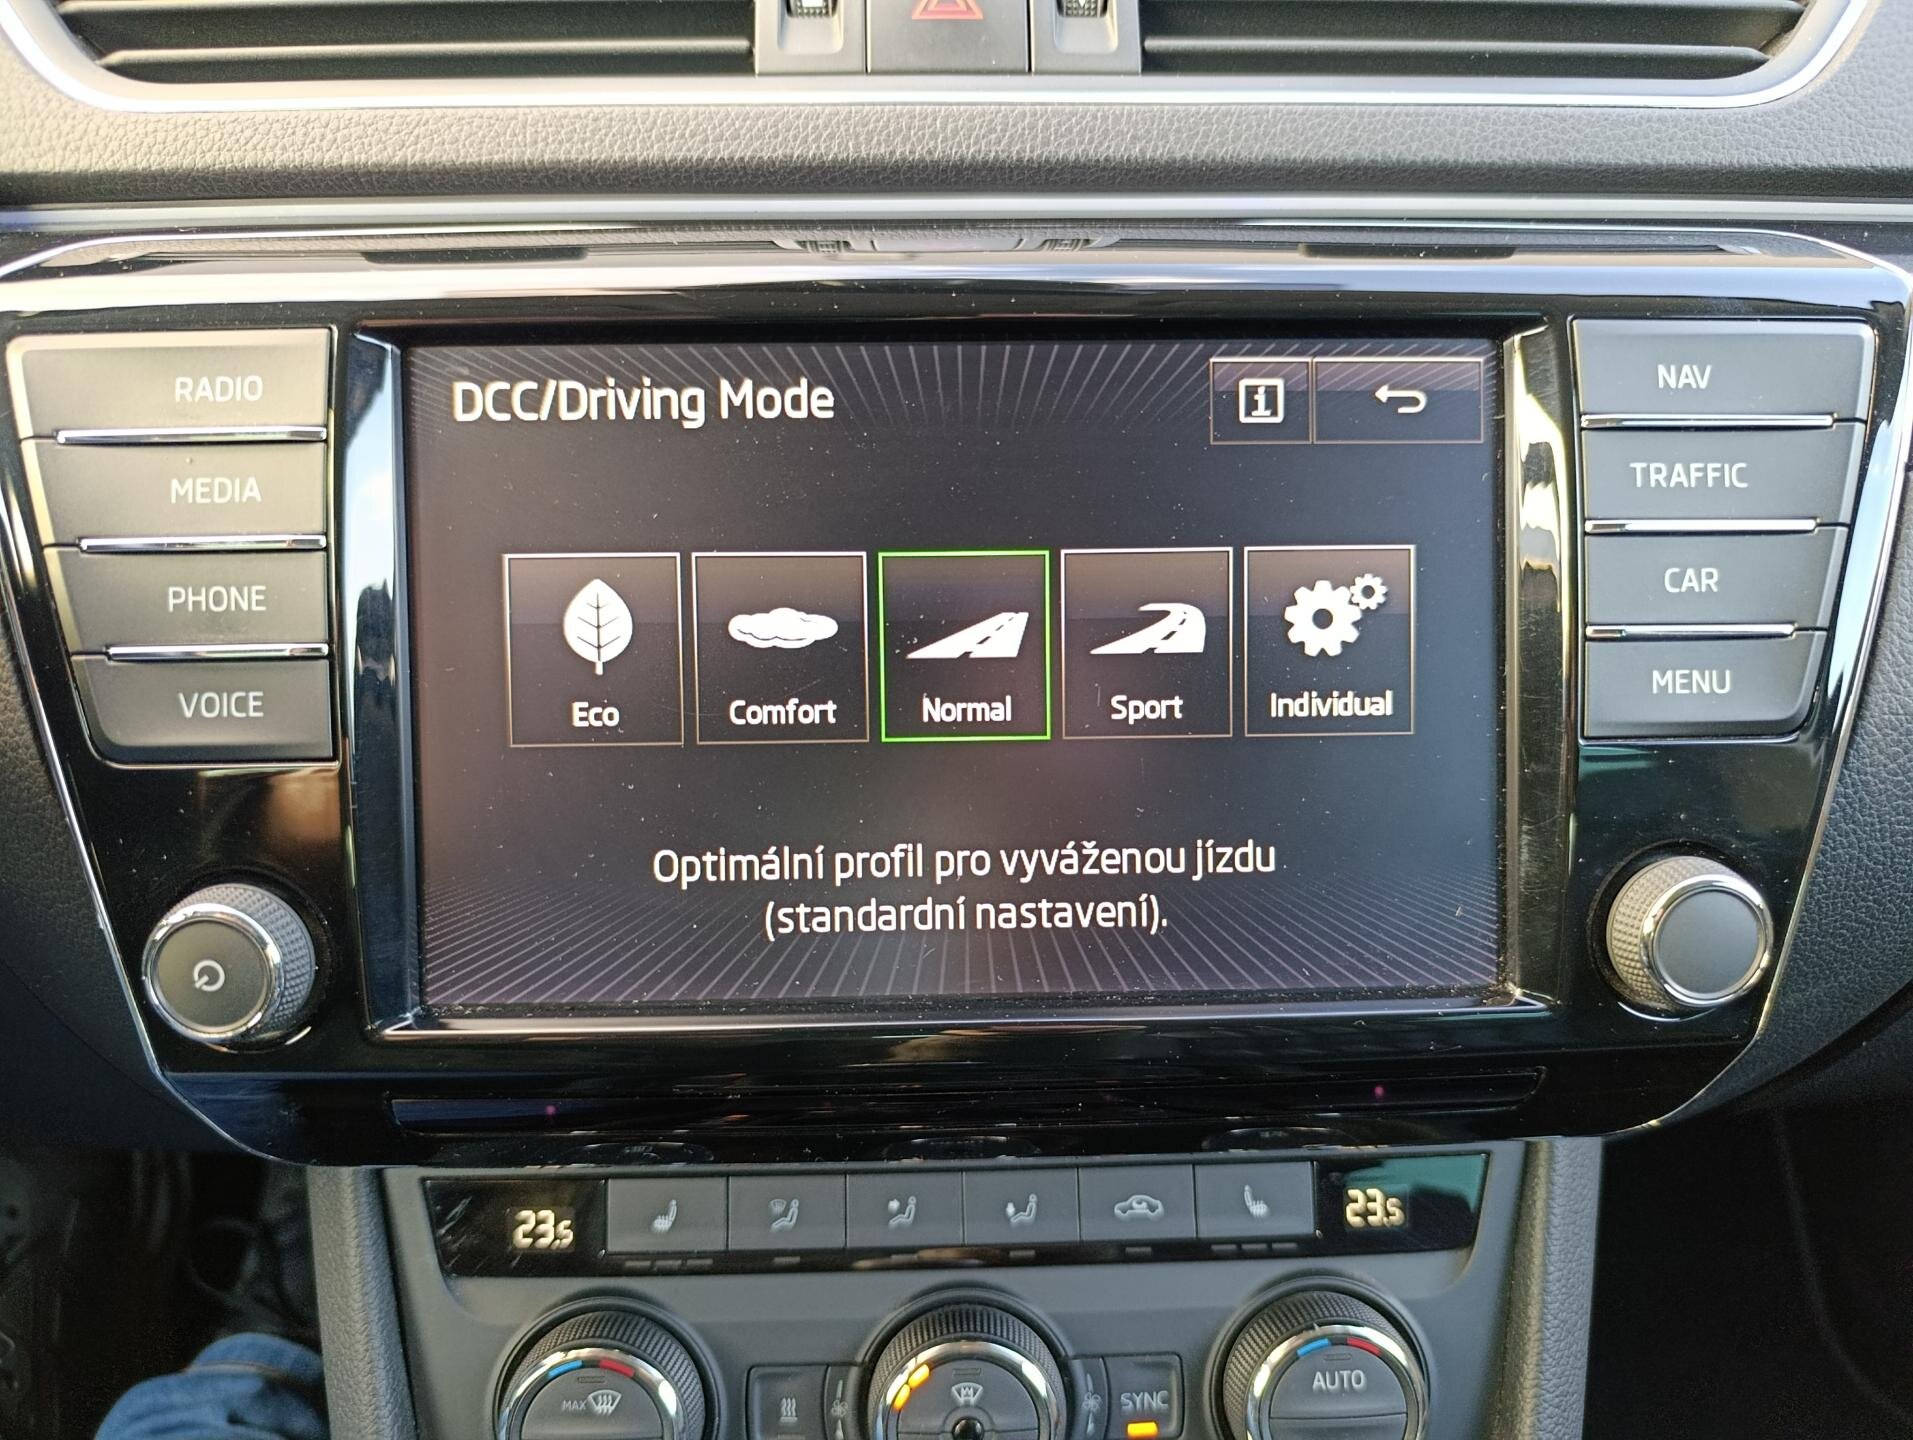 RADIO
MEDIA
PHONE
VOICE
DCC/Driving Mode
i
Eco
Comfort
Normal
Sport
Individual
Optimální profil pro vyváženou jízdu
(standardní nastavení).
NAV
TRAFFIC
CAR
MENU
23.5
23.5
MAX
SYNC
AUTO